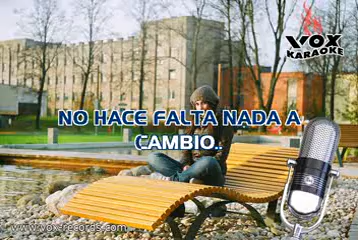 VOX
KARAOKE
NO HACE FALTA NADA A
CAMBIO..
www.voxrecords.com